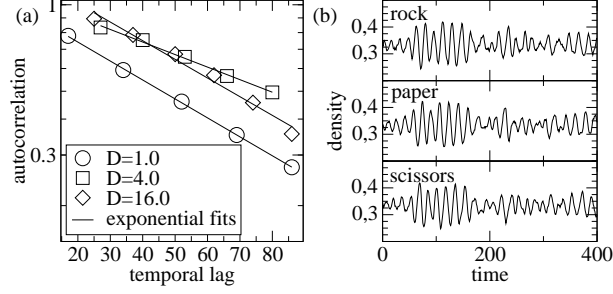 (a)
1.0
0.3
autocorrelation
D=1.0
D=4.0
D=16.0
exponential fits
20 30 40 50 60 70 80
temporal lag
(b)
rock
0,4
0,3
paper
0,4
0,3
scissors
0,4
0,3
density
0 200 400
time